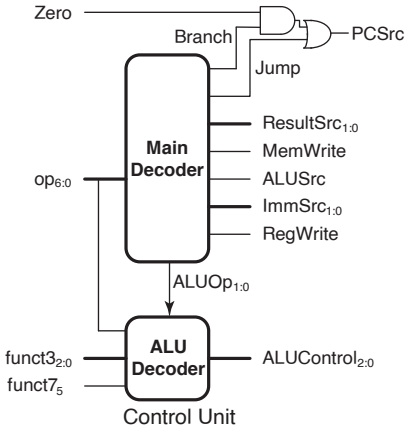 Zero
Branch
PCSrc
Jump
Main
Decoder
ResultSrc1:0
MemWrite
op6:0
ALUSrc
ImmSrc1:0
RegWrite
ALUOp1:0
ALU
Decoder
funct32:0
ALUControl2:0
funct75
Control Unit